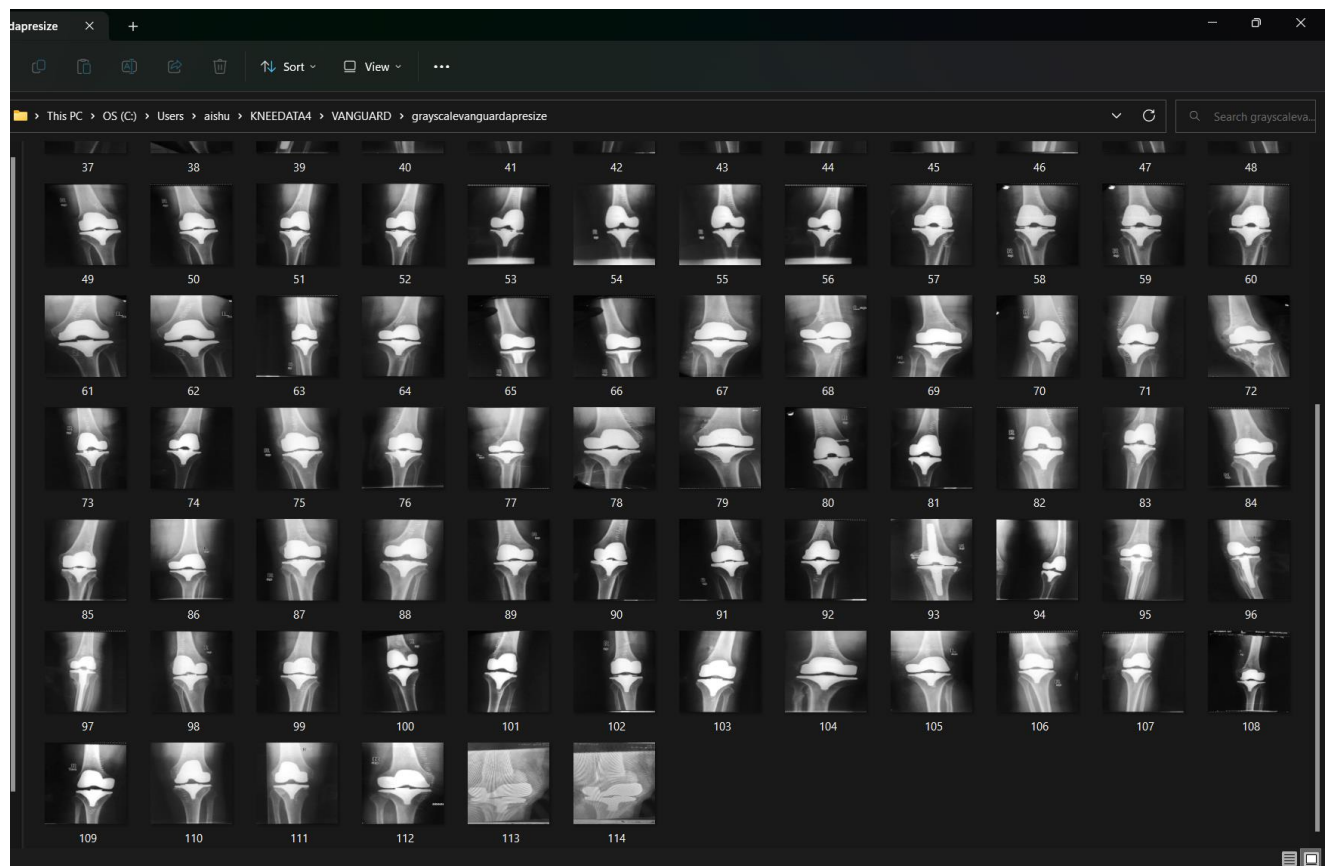 dapresize
Sort
View
This PC > OS (C:) > Users > aishu > KNEEDATA4 > VANGUARD > grayscalevanguardapresize
Search grayscaleva...
37 38 39 40 41 42 43 44 45 46 47 48
49 50 51 52 53 54 55 56 57 58 59 60
61 62 63 64 65 66 67 68 69 70 71 72
73 74 75 76 77 78 79 80 81 82 83 84
85 86 87 88 89 90 91 92 93 94 95 96
97 98 99 100 101 102 103 104 105 106 107 108
109 110 111 112 113 114